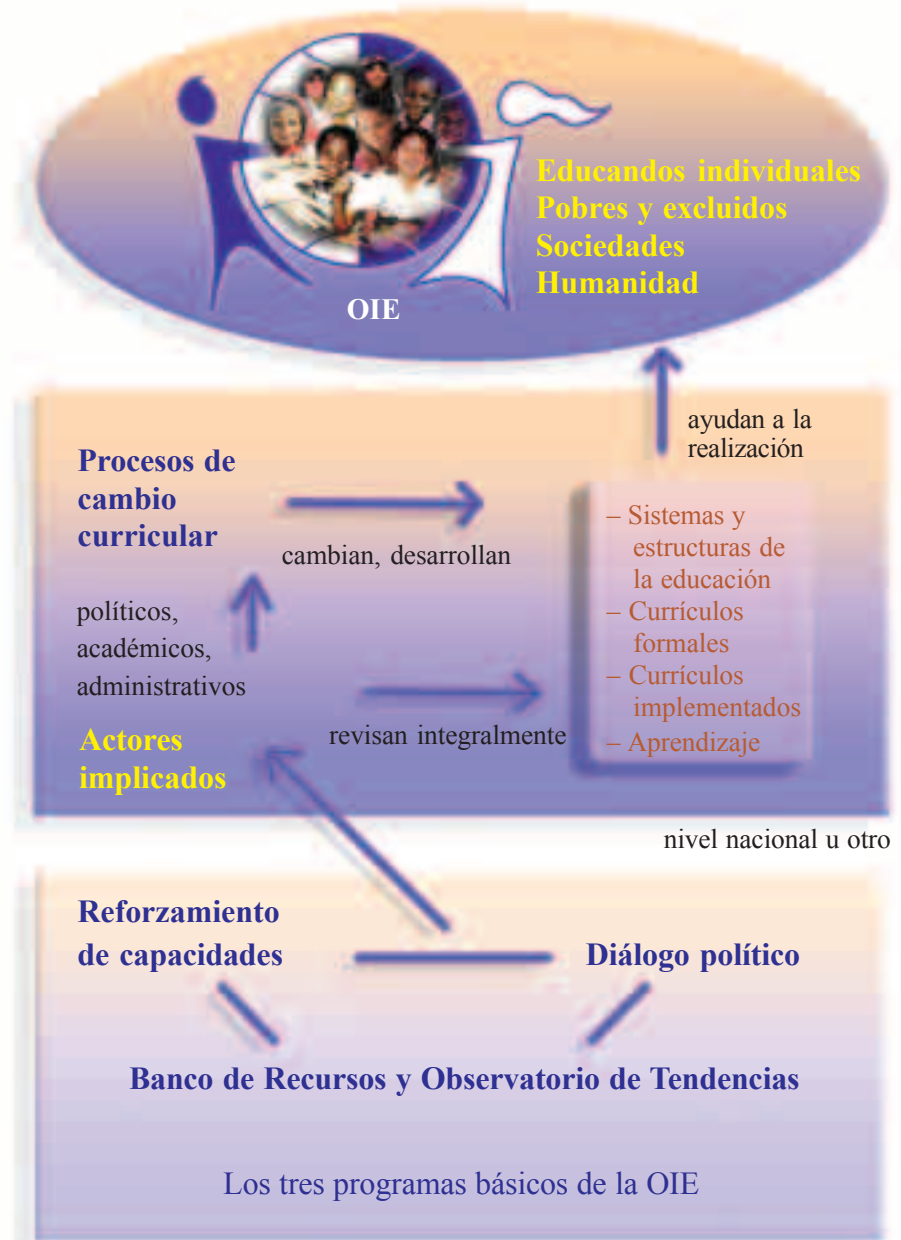 Educandos individuales
Pobres y excluidos
Sociedades
Humanidad
OIE
ayudan a la
realización
Procesos de
cambio
curricular
cambian, desarrollan
– Sistemas y
estructuras de
la educación
– Currículos
formales
– Currículos
implementados
– Aprendizaje
políticos,
académicos,
administrativos
revisan integralmente
Actores
implicados
nivel nacional u otro
Reforzamiento
de capacidades
Diálogo político
Banco de Recursos y Observatorio de Tendencias
Los tres programas básicos de la OIE